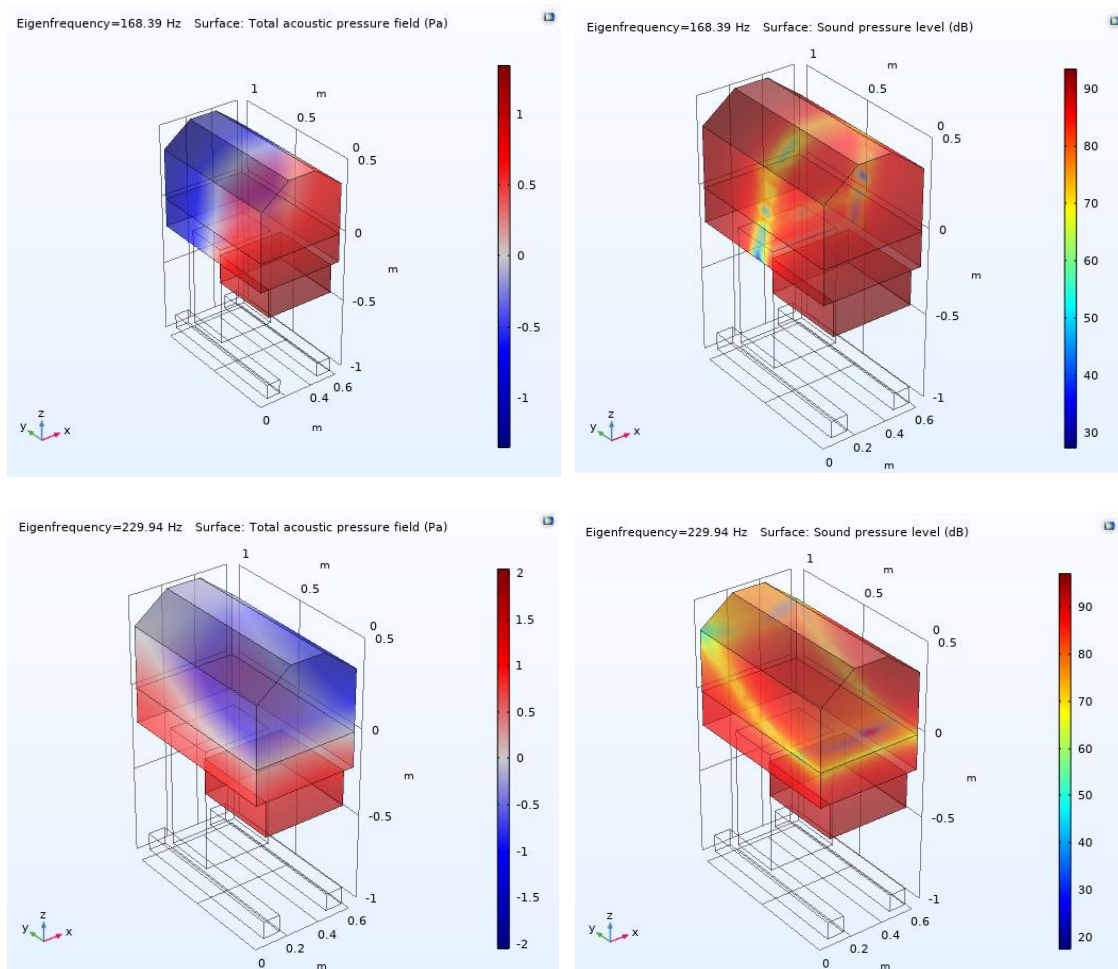 Eigenfrequency=168.39 Hz Surface: Total acoustic pressure field (Pa)
1
m
0.5
0
0.5
0
m
-0.5
-1
0.6
0.4
0
m
1
0.5
0
-0.5
-1
z
y
x
Eigenfrequency=168.39 Hz Surface: Sound pressure level (dB)
1
m
0.5
0
0.5
0
m
-0.5
-1
0.6
0.4
0.2
0
m
90
80
70
60
50
40
30
z
y
x
Eigenfrequency=229.94 Hz Surface: Total acoustic pressure field (Pa)
1
m
0.5
0
0.5
0
m
-0.5
-1
0.6
0.4
0.2
0
m
2
1.5
1
0.5
0
-0.5
-1
-1.5
-2
z
y
x
Eigenfrequency=229.94 Hz Surface: Sound pressure level (dB)
1
m
0.5
0
0.5
0
m
-0.5
-1
0.6
0.4
0.2
0
m
90
80
70
60
50
40
30
20
z
y
x